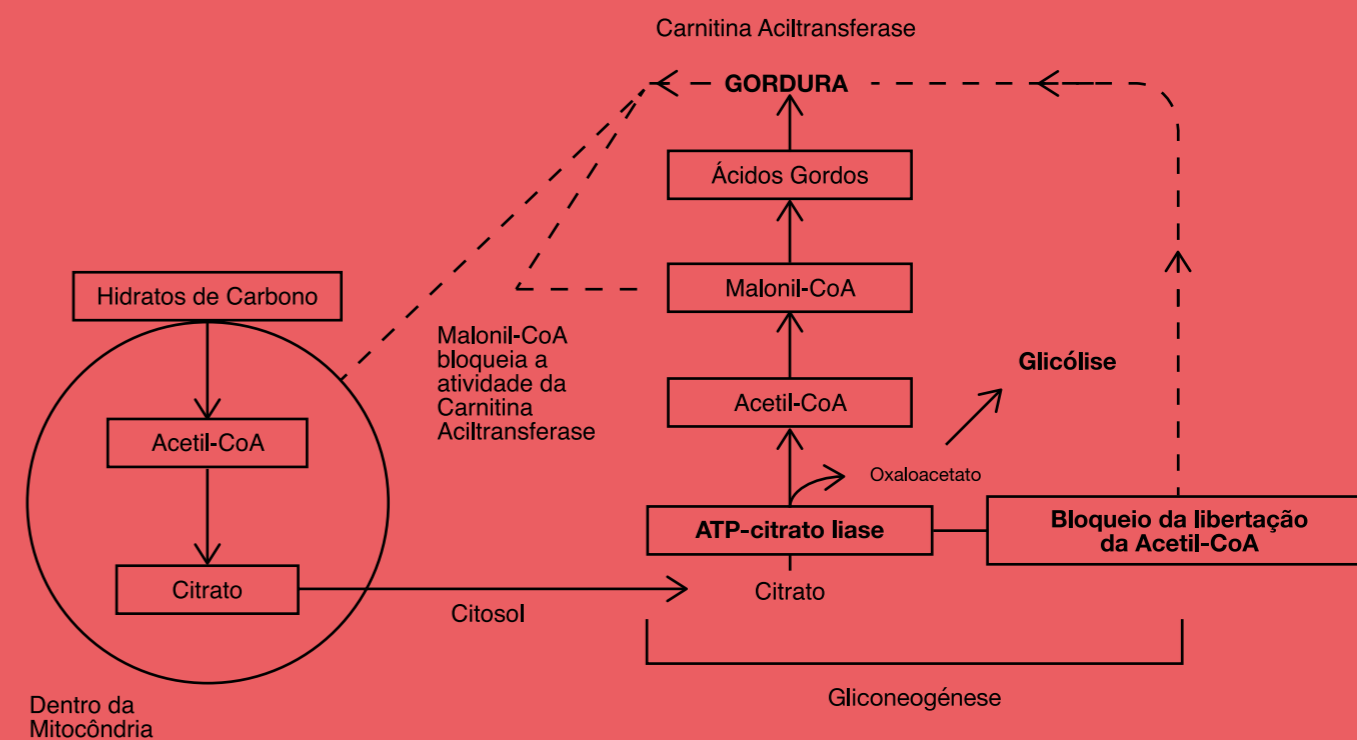 Carnitina Aciltransferase
GORDURA
Ácidos Gordos
Hidratos de Carbono
Malonil-CoA
Malonil-CoA
bloqueia a
atividade da
Carnitina
Aciltransferase
Glicólise
Acetil-CoA
Acetil-CoA
Oxaloacetato
ATP-citrato liase
Bloqueio da libertação
da Acetil-CoA
Citrato
Citrato
Citosol
Gliconeogénese
Dentro da
Mitocôndria